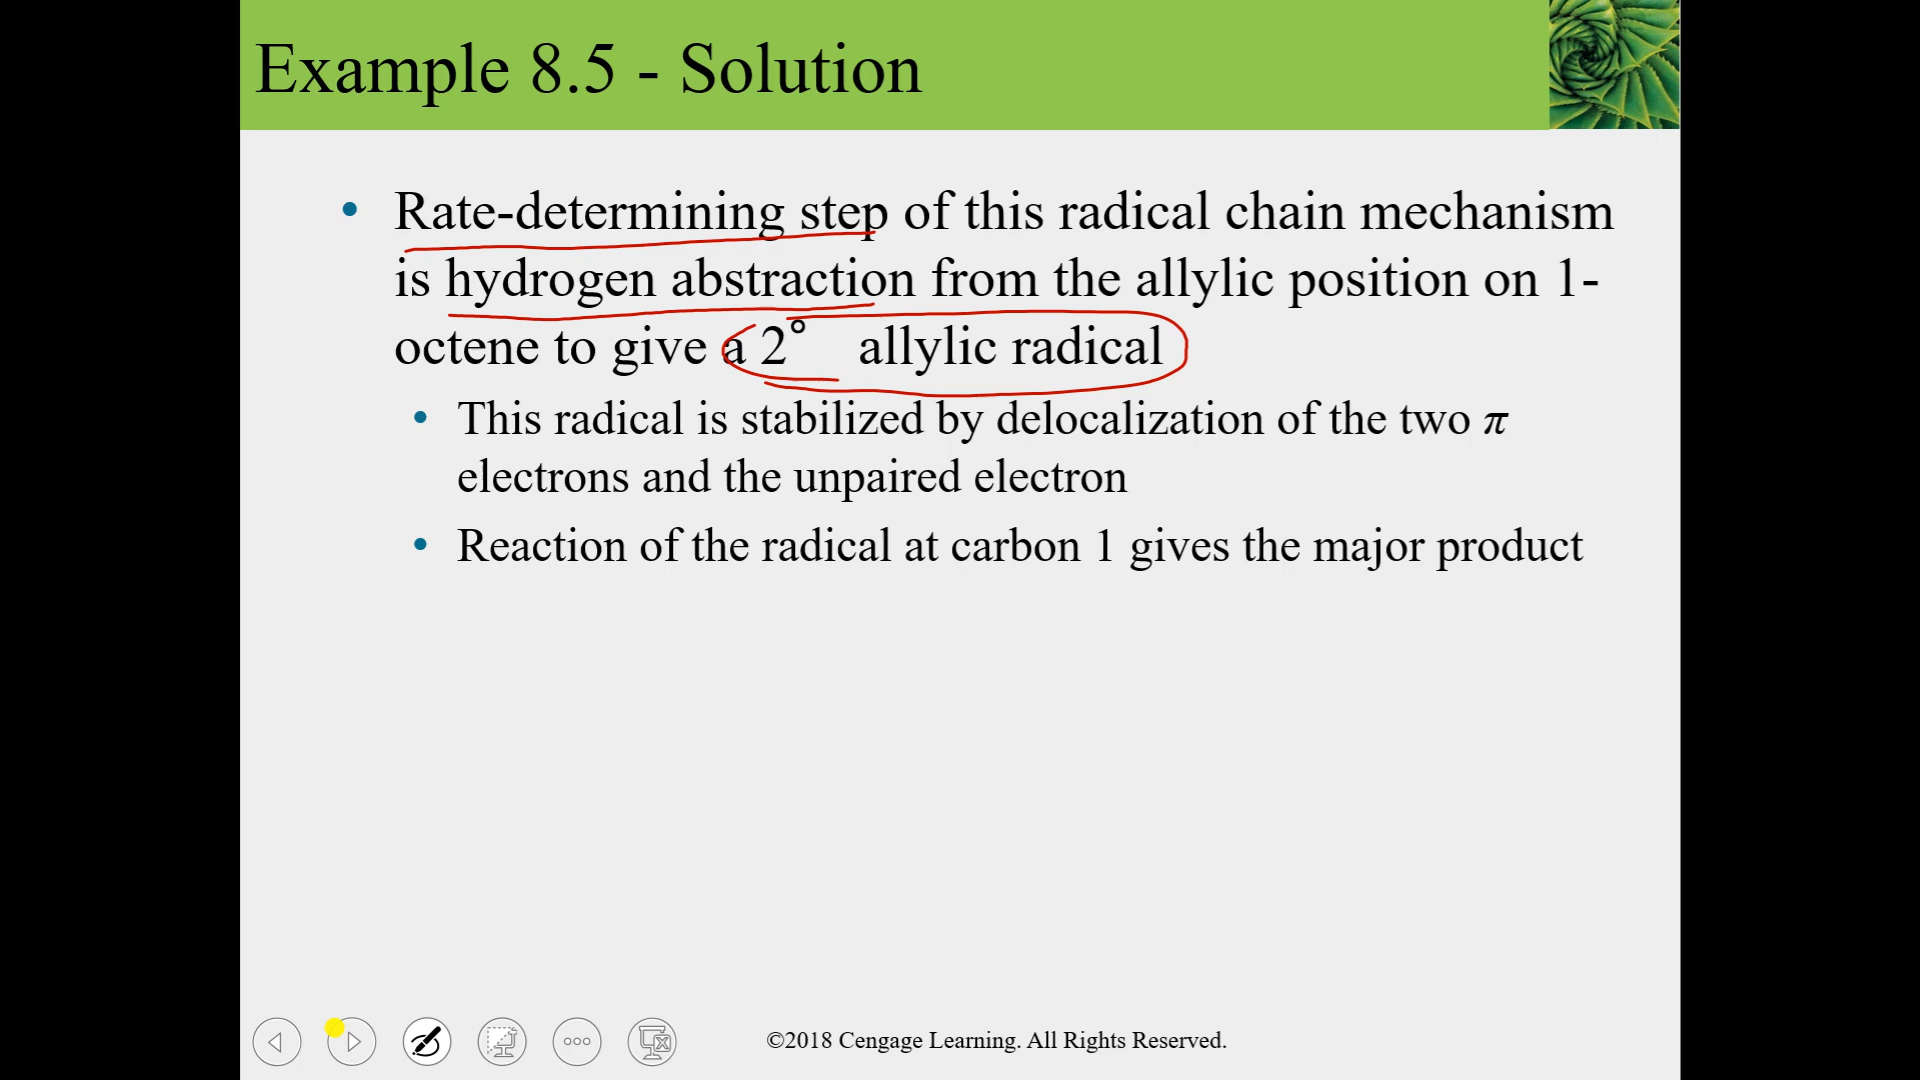 Example 8.5 - Solution
• Rate-determining step of this radical chain mechanism
is hydrogen abstraction from the allylic position on 1-
octene to give a 2° allylic radical
• This radical is stabilized by delocalization of the two π
electrons and the unpaired electron
• Reaction of the radical at carbon 1 gives the major product
©2018 Cengage Learning. All Rights Reserved.